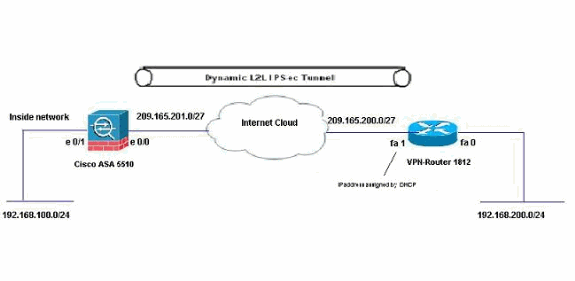 Dynamic L2L IPSec Tunnel
Inside network
209.165.201.0/27
Internet Cloud
209.165.200.0/27
e 0/1
e 0/0
fa 1
fa 0
Cisco ASA 5510
VPN-Router 1812
IP address assigned by DHCP
192.168.100.0/24
192.168.200.0/24